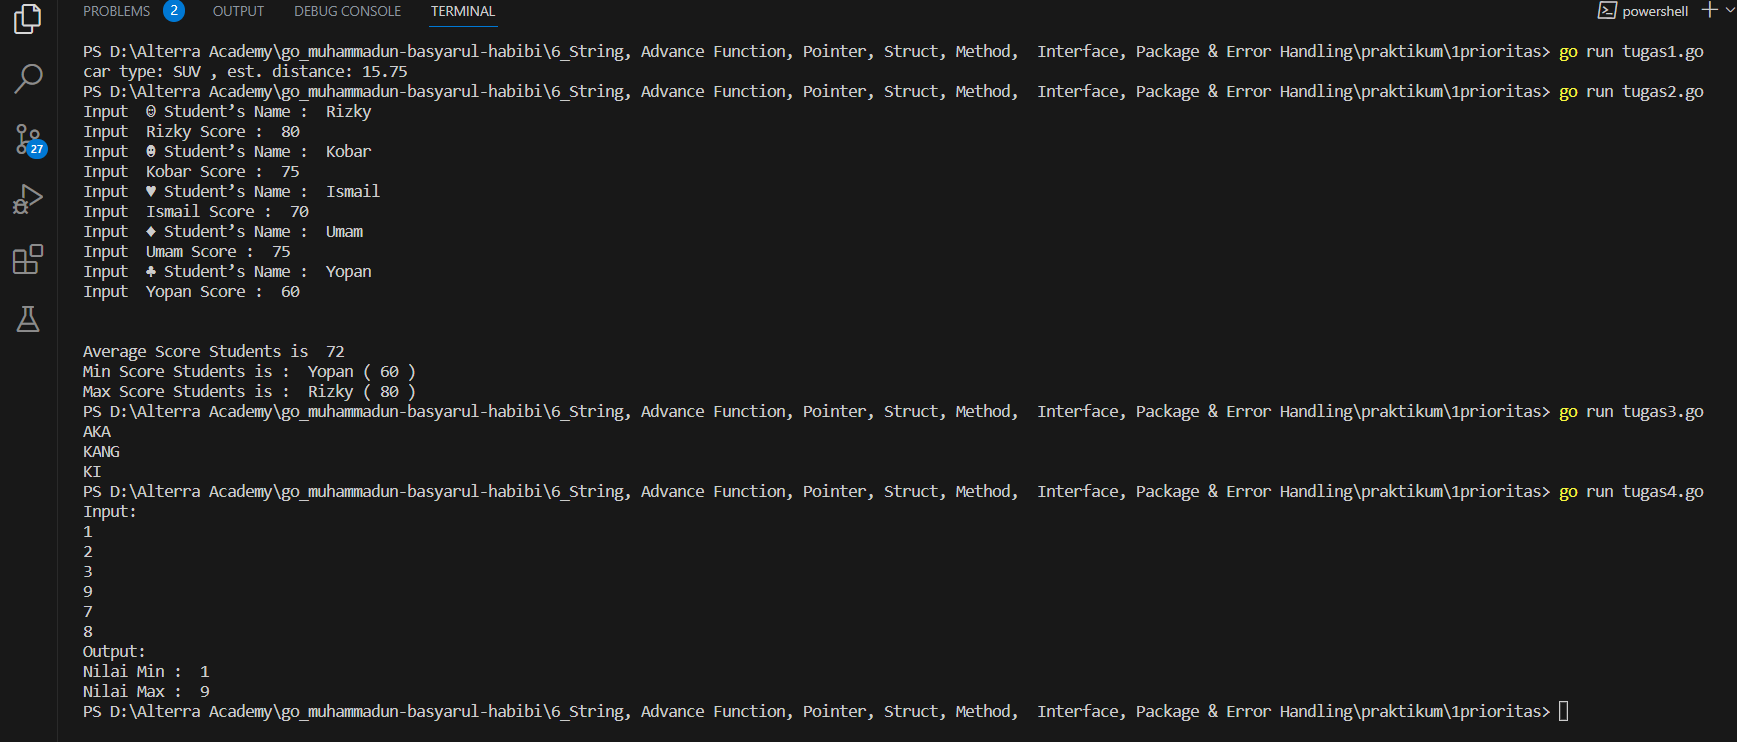 PROBLEMS 2 OUTPUT DEBUG CONSOLE TERMINAL powershell
27
PS D:\Alterra Academy\go_muhammadun-basyarul-habibi\6_String, Advance Function, Pointer, Struct, Method,  Interface, Package & Error Handling\praktikum\1prioritas> go run tugas1.go
car type: SUV , est. distance: 15.75
PS D:\Alterra Academy\go_muhammadun-basyarul-habibi\6_String, Advance Function, Pointer, Struct, Method,  Interface, Package & Error Handling\praktikum\1prioritas> go run tugas2.go
Input  ☺ Student’s Name :  Rizky
Input  Rizky Score :  80
Input  ☻ Student’s Name :  Kobar
Input  Kobar Score :  75
Input  ♥ Student’s Name :  Ismail
Input  Ismail Score :  70
Input  ♦ Student’s Name :  Umam
Input  Umam Score :  75
Input  ♣ Student’s Name :  Yopan
Input  Yopan Score :  60
Average Score Students is  72
Min Score Students is :  Yopan ( 60 )
Max Score Students is :  Rizky ( 80 )
PS D:\Alterra Academy\go_muhammadun-basyarul-habibi\6_String, Advance Function, Pointer, Struct, Method,  Interface, Package & Error Handling\praktikum\1prioritas> go run tugas3.go
AKA
KANG
KI
PS D:\Alterra Academy\go_muhammadun-basyarul-habibi\6_String, Advance Function, Pointer, Struct, Method,  Interface, Package & Error Handling\praktikum\1prioritas> go run tugas4.go
Input:
1
2
3
9
7
8
Output:
Nilai Min :  1
Nilai Max :  9
PS D:\Alterra Academy\go_muhammadun-basyarul-habibi\6_String, Advance Function, Pointer, Struct, Method,  Interface, Package & Error Handling\praktikum\1prioritas>